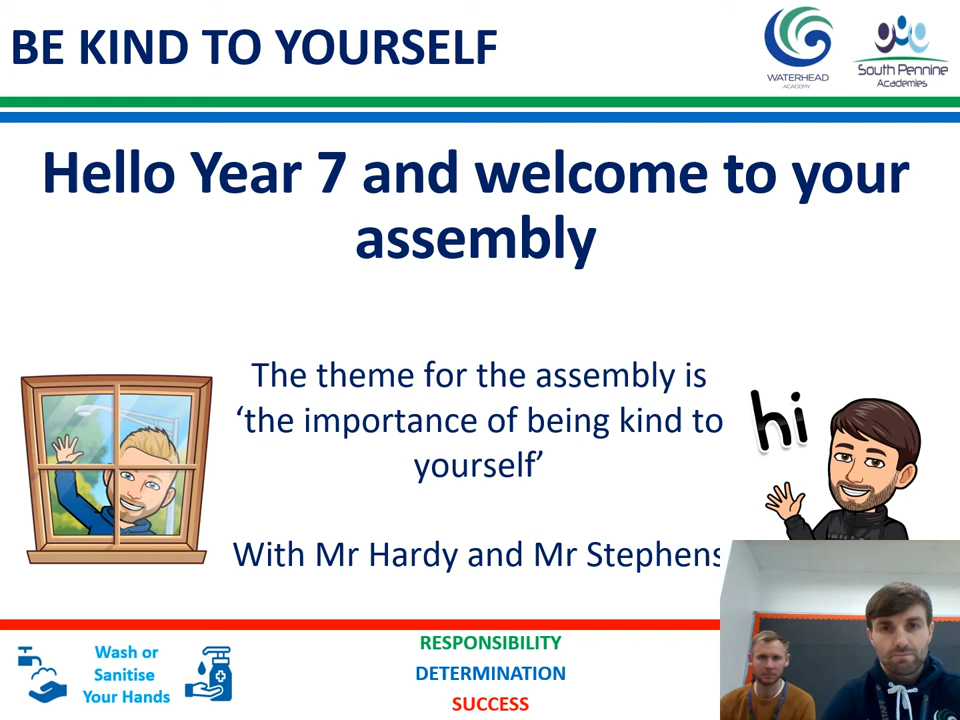 BE KIND TO YOURSELF
WATERHEAD
ACADEMY
South Pennine
Academies
Hello Year 7 and welcome to your
assembly
The theme for the assembly is
‘the importance of being kind to
yourself’
hi
With Mr Hardy and Mr Stephens
Wash or
Sanitise
Your Hands
RESPONSIBILITY
DETERMINATION
SUCCESS
STAFF